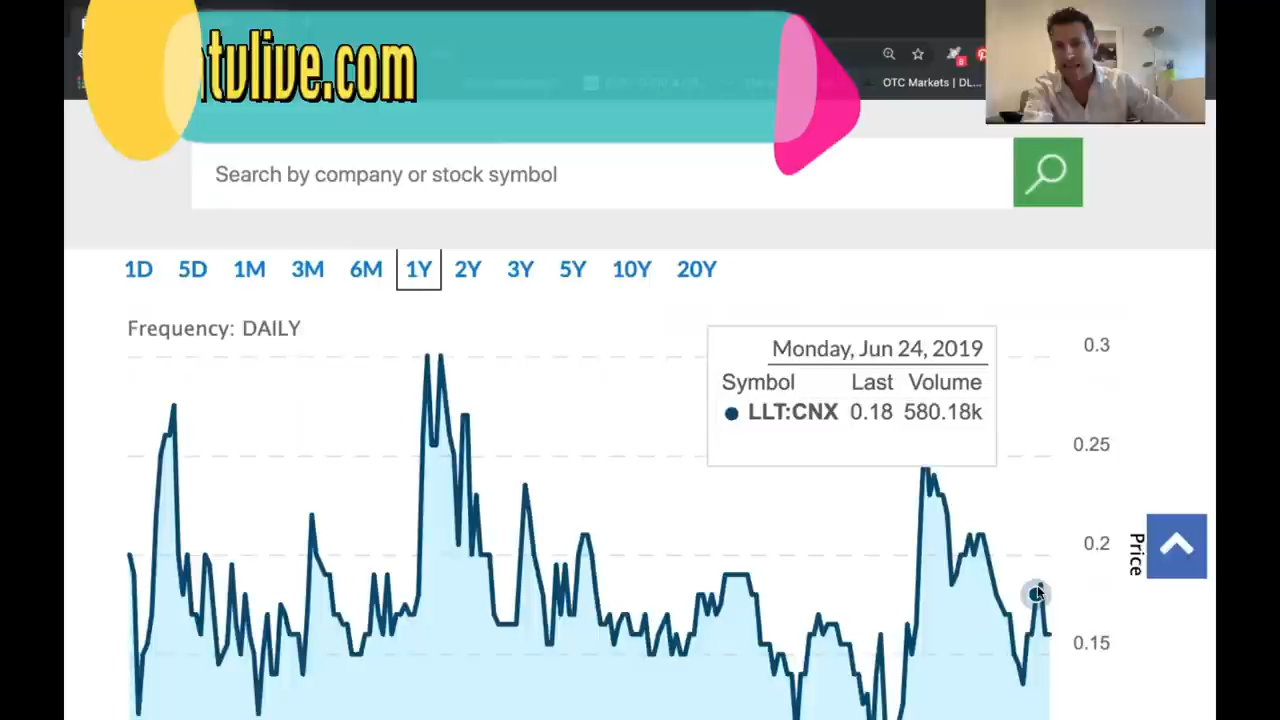 tvlive.com
OTC Markets | DL...
Search by company or stock symbol
1D 5D 1M 3M 6M 1Y 2Y 3Y 5Y 10Y 20Y
Frequency: DAILY
Monday, Jun 24, 2019
Symbol Last Volume
LLT:CNX 0.18 580.18k
0.3
0.25
0.2
0.15
Price